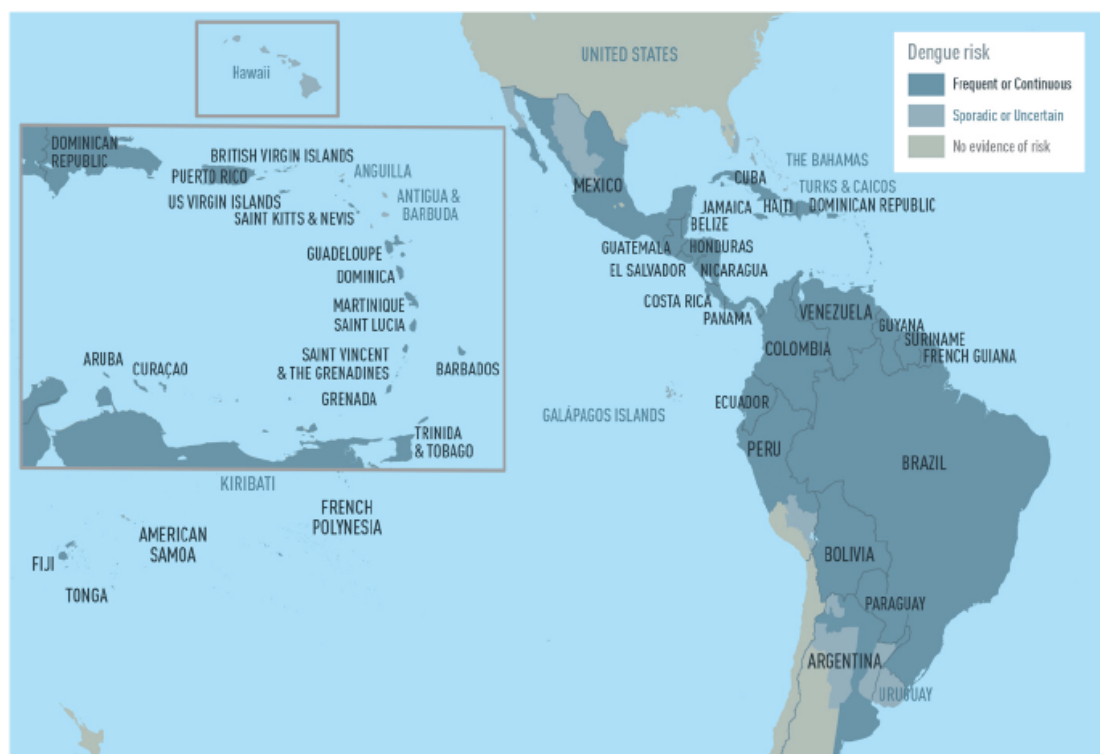 Hawaii
UNITED STATES
Dengue risk
Frequent or Continuous
Sporadic or Uncertain
No evidence of risk
DOMINICAN
REPUBLIC
BRITISH VIRGIN ISLANDS
PUERTO RICO
ANGUILLA
US VIRGIN ISLANDS
ANTIGUA &
BARBUDA
SAINT KITTS & NEVIS
GUADELOUPE
DOMINICA
MARTINIQUE
SAINT LUCIA
SAINT VINCENT
& THE GRENADINES
BARBADOS
ARUBA
CURAÇAO
GRENADA
TRINIDA
& TOBAGO
MEXICO
THE BAHAMAS
CUBA
TURKS & CAICOS
JAMAICA
HAITI
DOMINICAN REPUBLIC
BELIZE
GUATEMALA
HONDURAS
EL SALVADOR
NICARAGUA
COSTA RICA
PANAMA
VENEZUELA
GUYANA
SURINAME
FRENCH GUIANA
COLOMBIA
ECUADOR
GALÁPAGOS ISLANDS
PERU
BRAZIL
KIRIBATI
FRENCH
POLYNESIA
AMERICAN
SAMOA
FIJI
TONGA
BOLIVIA
PARAGUAY
ARGENTINA
URUGUAY